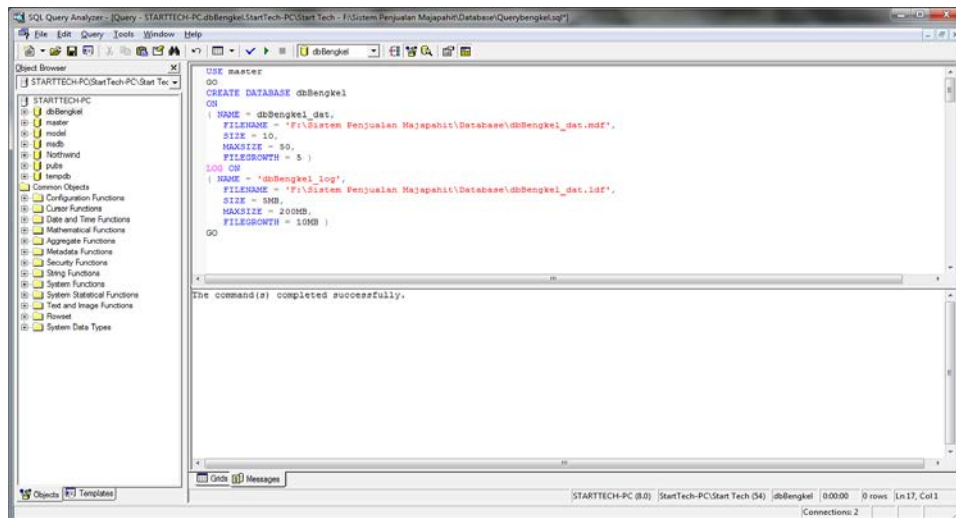 SQL Query Analyzer - [Query - STARTTECH-PC.dbBengkel.StartTech-PC\Start Tech - F:\Sistem Penjualan Majapahit\Database\Querybengkel.sql*]
File Edit Query Tools Window Help
dbBengkel
Object Browser
STARTTECH-PC(StartTech-PC\Start Tec
STARTTECH-PC
dbBengkel
master
model
msdb
Northwind
pubs
tempdb
Common Objects
Configuration Functions
Cursor Functions
Date and Time Functions
Mathematical Functions
Aggregate Functions
Metadata Functions
Security Functions
String Functions
System Functions
System Statistical Functions
Text and Image Functions
Rowset
System Data Types
Objects Templates
USE master
GO
CREATE DATABASE dbBengkel
ON
( NAME = dbBengkel_dat,
FILENAME = 'F:\Sistem Penjualan Majapahit\Database\dbBengkel_dat.mdf',
SIZE = 10,
MAXSIZE = 50,
FILEGROWTH = 5 )
LOG ON
( NAME = 'dbBengkel_log',
FILENAME = 'F:\Sistem Penjualan Majapahit\Database\dbBengkel_dat.ldf',
SIZE = 5MB,
MAXSIZE = 200MB,
FILEGROWTH = 10MB )
GO
The command(s) completed successfully.
Grids Messages
STARTTECH-PC (8.0) StartTech-PC\Start Tech (54) dbBengkel 0:00:00 0 rows Ln 17, Col 1
Connections: 2